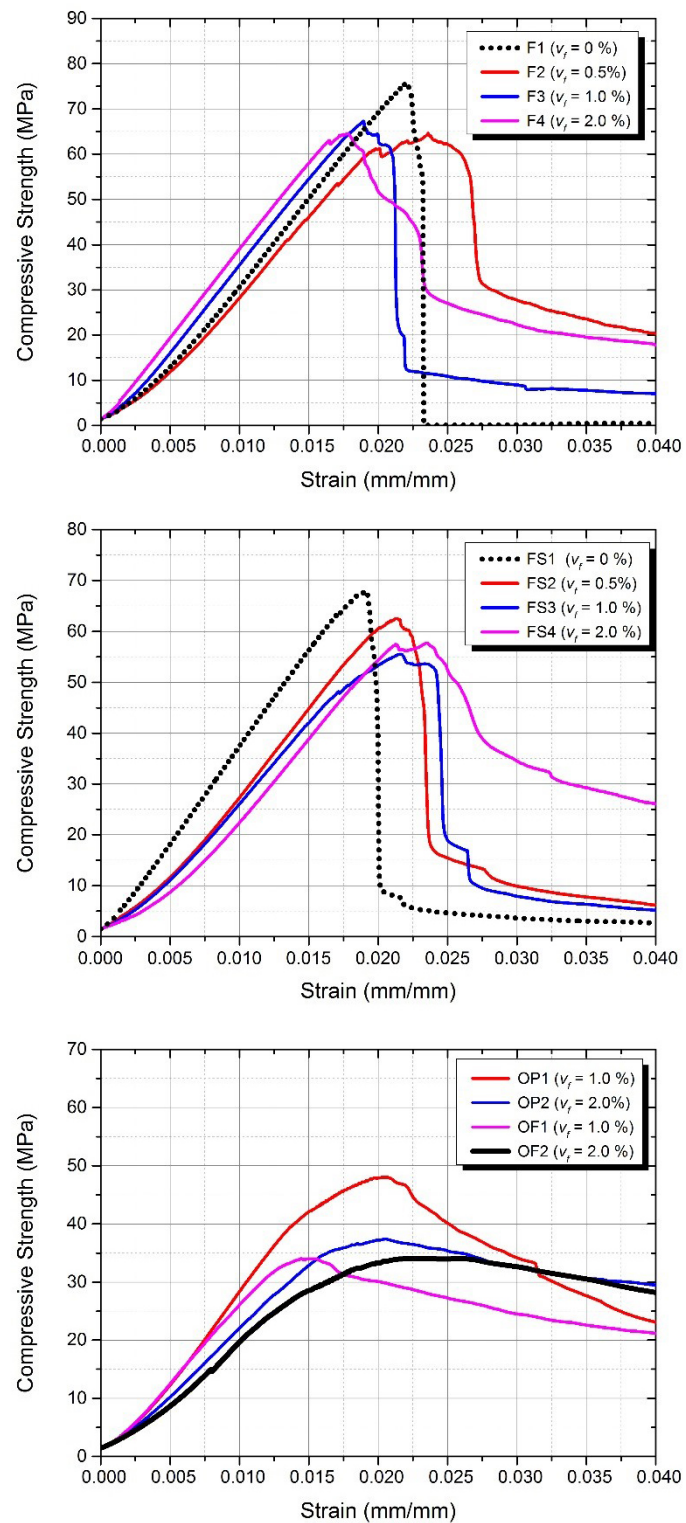 90
80
70
60
50
40
30
20
10
0
Compressive Strength (MPa)
F1 (vf = 0 %)
F2 (vf = 0.5%)
F3 (vf = 1.0 %)
F4 (vf = 2.0 %)
0.000 0.005 0.010 0.015 0.020 0.025 0.030 0.035 0.040
Strain (mm/mm)
80
70
60
50
40
30
20
10
0
Compressive Strength (MPa)
FS1 (vf = 0 %)
FS2 (vf = 0.5%)
FS3 (vf = 1.0 %)
FS4 (vf = 2.0 %)
0.000 0.005 0.010 0.015 0.020 0.025 0.030 0.035 0.040
Strain (mm/mm)
70
60
50
40
30
20
10
0
Compressive Strength (MPa)
OP1 (vf = 1.0 %)
OP2 (vf = 2.0%)
OF1 (vf = 1.0 %)
OF2 (vf = 2.0 %)
0.000 0.005 0.010 0.015 0.020 0.025 0.030 0.035 0.040
Strain (mm/mm)